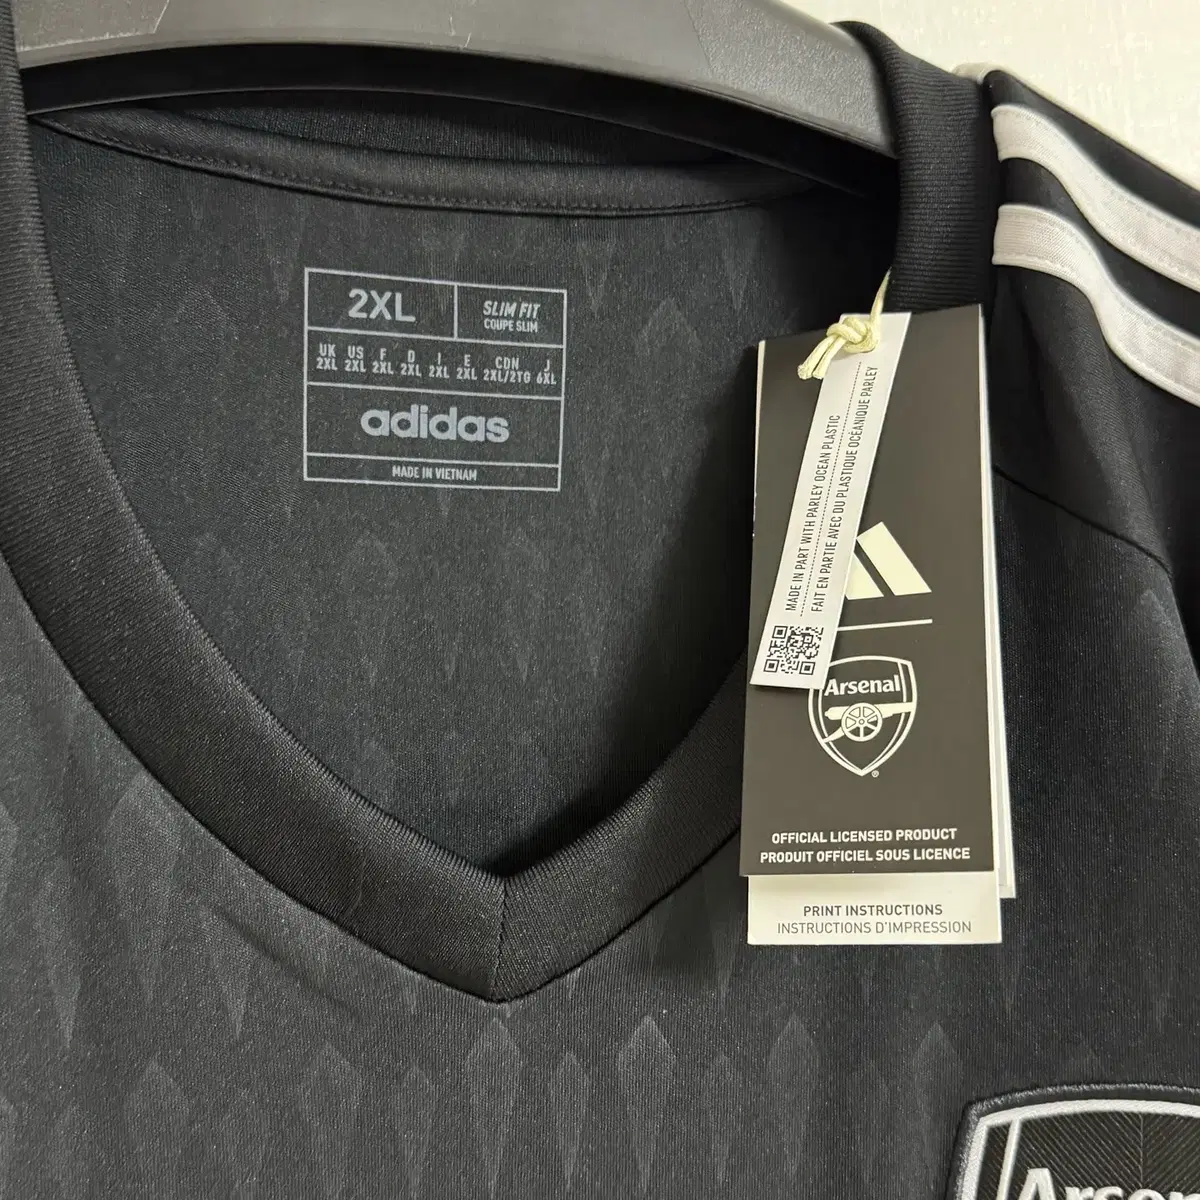 2XL
SLIM FIT
COUPE SLIM
UK US F D I E CDN J
2XL 2XL 2XL 2XL 2XL 2XL 2XL/2TG 6XL
adidas
MADE IN VIETNAM
MADE IN PART WITH PARLEY OCEAN PLASTIC
FAIT EN PARTIE AVEC DU PLASTIQUE OCÉANIQUE PARLEY
Arsenal
®
OFFICIAL LICENSED PRODUCT
PRODUIT OFFICIEL SOUS LICENCE
PRINT INSTRUCTIONS
INSTRUCTIONS D'IMPRESSION